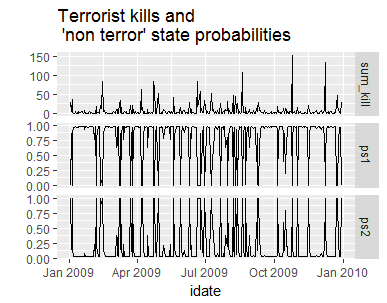 Terrorist kills and
'non terror' state probabilities
150
100
50
0
sum_kill
1.00
0.75
0.50
0.25
0.00
ps1
1.00
0.75
0.50
0.25
0.00
ps2
Jan 2009 Apr 2009 Jul 2009 Oct 2009 Jan 2010
idate